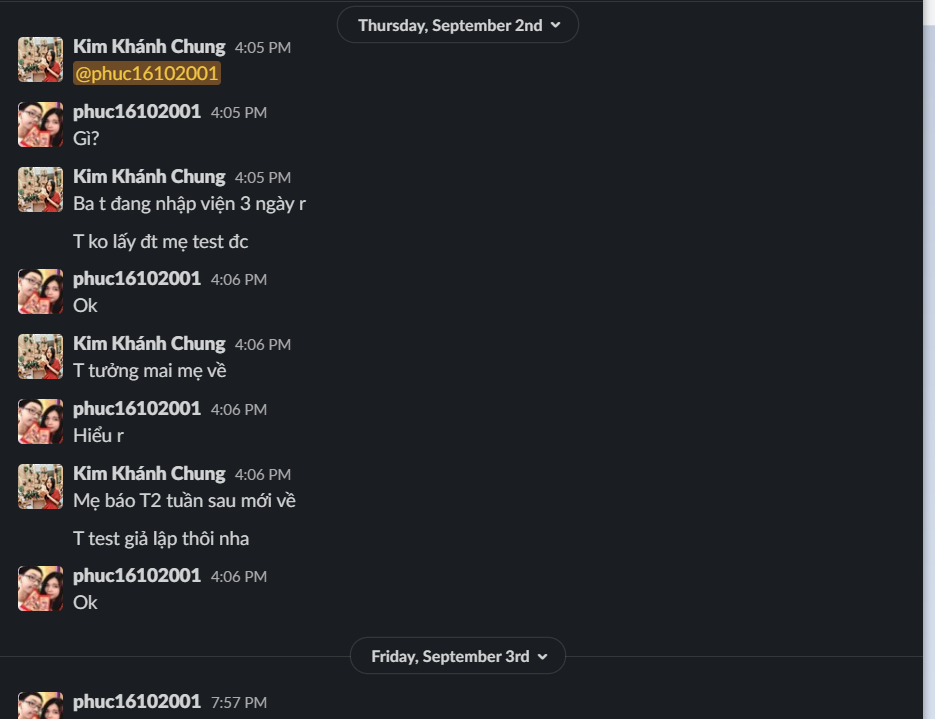 Thursday, September 2nd
Kim Khánh Chung 4:05 PM
@phuc16102001
phuc16102001 4:05 PM
Gì?
Kim Khánh Chung 4:05 PM
Ba t đang nhập viện 3 ngày r
T ko lấy đt mẹ test đc
phuc16102001 4:06 PM
Ok
Kim Khánh Chung 4:06 PM
T tưởng mai mẹ về
phuc16102001 4:06 PM
Hiểu r
Kim Khánh Chung 4:06 PM
Mẹ báo T2 tuần sau mới về
T test giả lập thôi nha
phuc16102001 4:06 PM
Ok
Friday, September 3rd
phuc16102001 7:57 PM